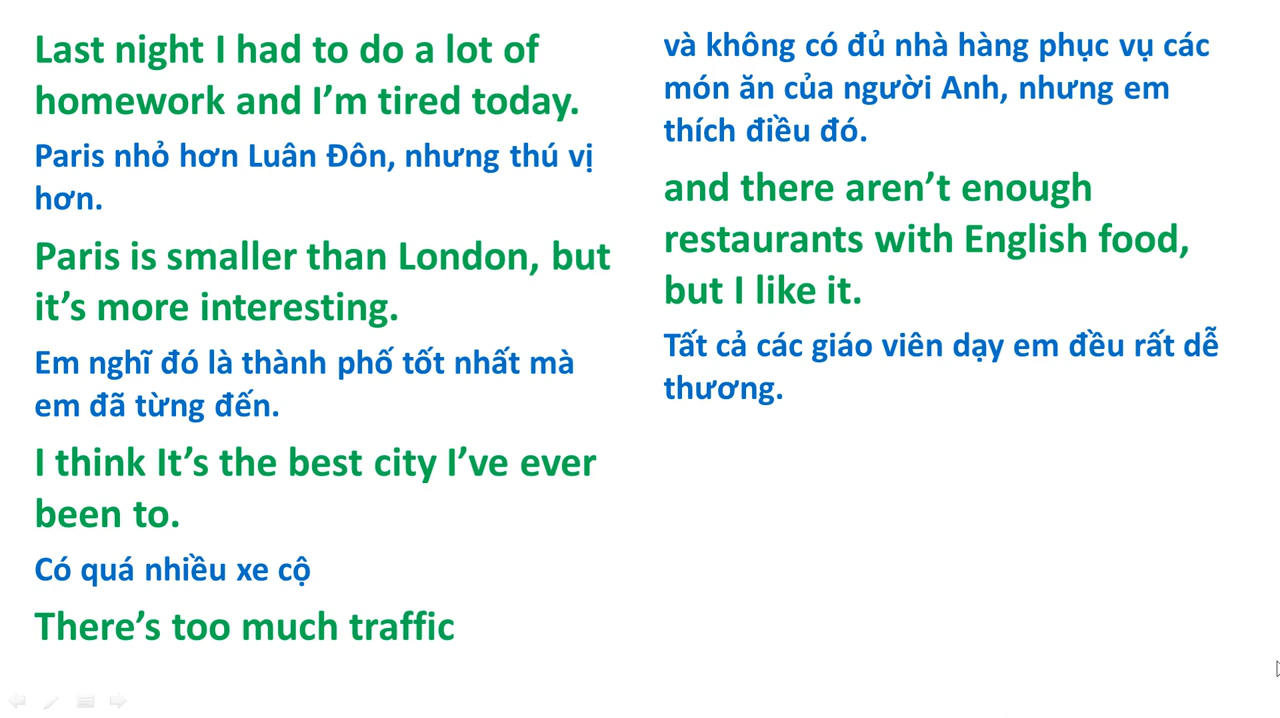 Last night I had to do a lot of
homework and I’m tired today.
Paris nhỏ hơn Luân Đôn, nhưng thú vị
hơn.
Paris is smaller than London, but
it’s more interesting.
Em nghĩ đó là thành phố tốt nhất mà
em đã từng đến.
I think It’s the best city I’ve ever
been to.
Có quá nhiều xe cộ
There’s too much traffic
và không có đủ nhà hàng phục vụ các
món ăn của người Anh, nhưng em
thích điều đó.
and there aren’t enough
restaurants with English food,
but I like it.
Tất cả các giáo viên dạy em đều rất dễ
thương.